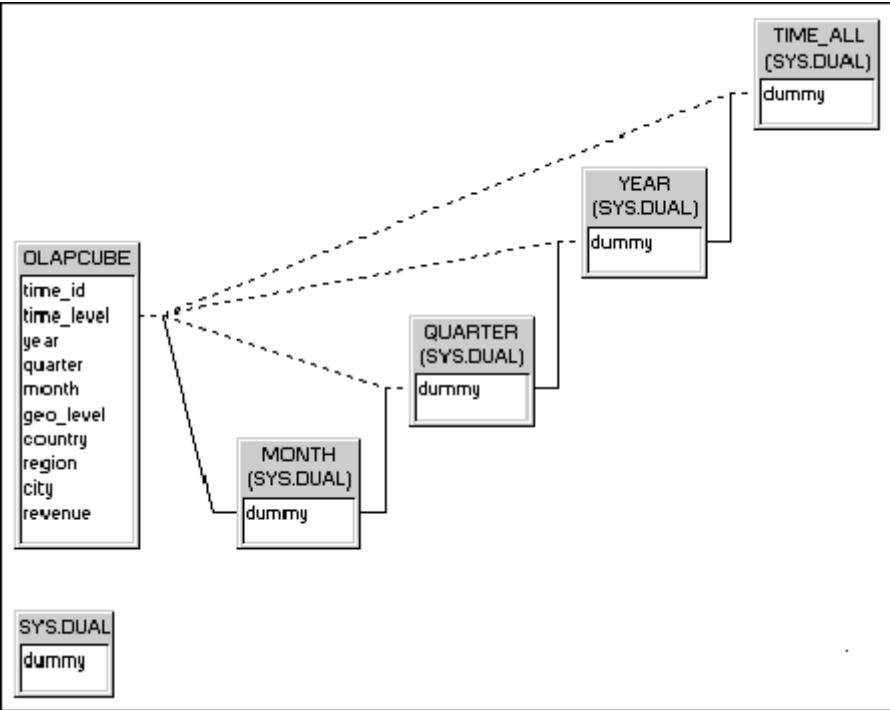 TIME_ALL
(SYS.DUAL)
dummy
YEAR
(SYS.DUAL)
dummy
OLAPCUBE
time_id
time_level
year
quarter
month
geo_level
country
region
city
revenue
QUARTER
(SYS.DUAL)
dummy
MONTH
(SYS.DUAL)
dummy
SYS.DUAL
dummy